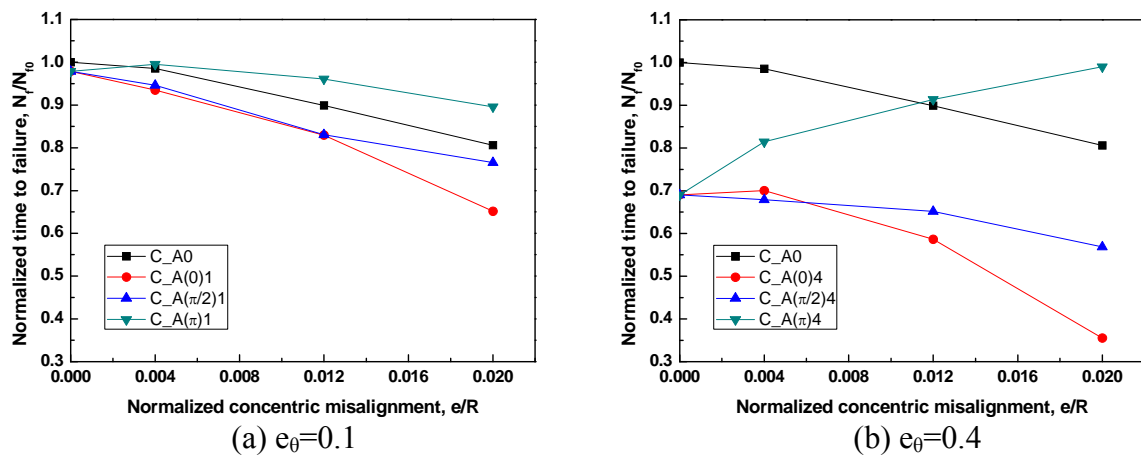 1.1
1.0
0.9
0.8
0.7
0.6
0.5
0.4
0.3
Normalized time to failure, N_f/N_f0
C_A0
C_A(0)1
C_A(π/2)1
C_A(π)1
0.000 0.004 0.008 0.012 0.016 0.020
Normalized concentric misalignment, e/R
(a) e_θ=0.1
1.1
1.0
0.9
0.8
0.7
0.6
0.5
0.4
0.3
Normalized time to failure, N_f/N_f0
C_A0
C_A(0)4
C_A(π/2)4
C_A(π)4
0.000 0.004 0.008 0.012 0.016 0.020
Normalized concentric misalignment, e/R
(b) e_θ=0.4